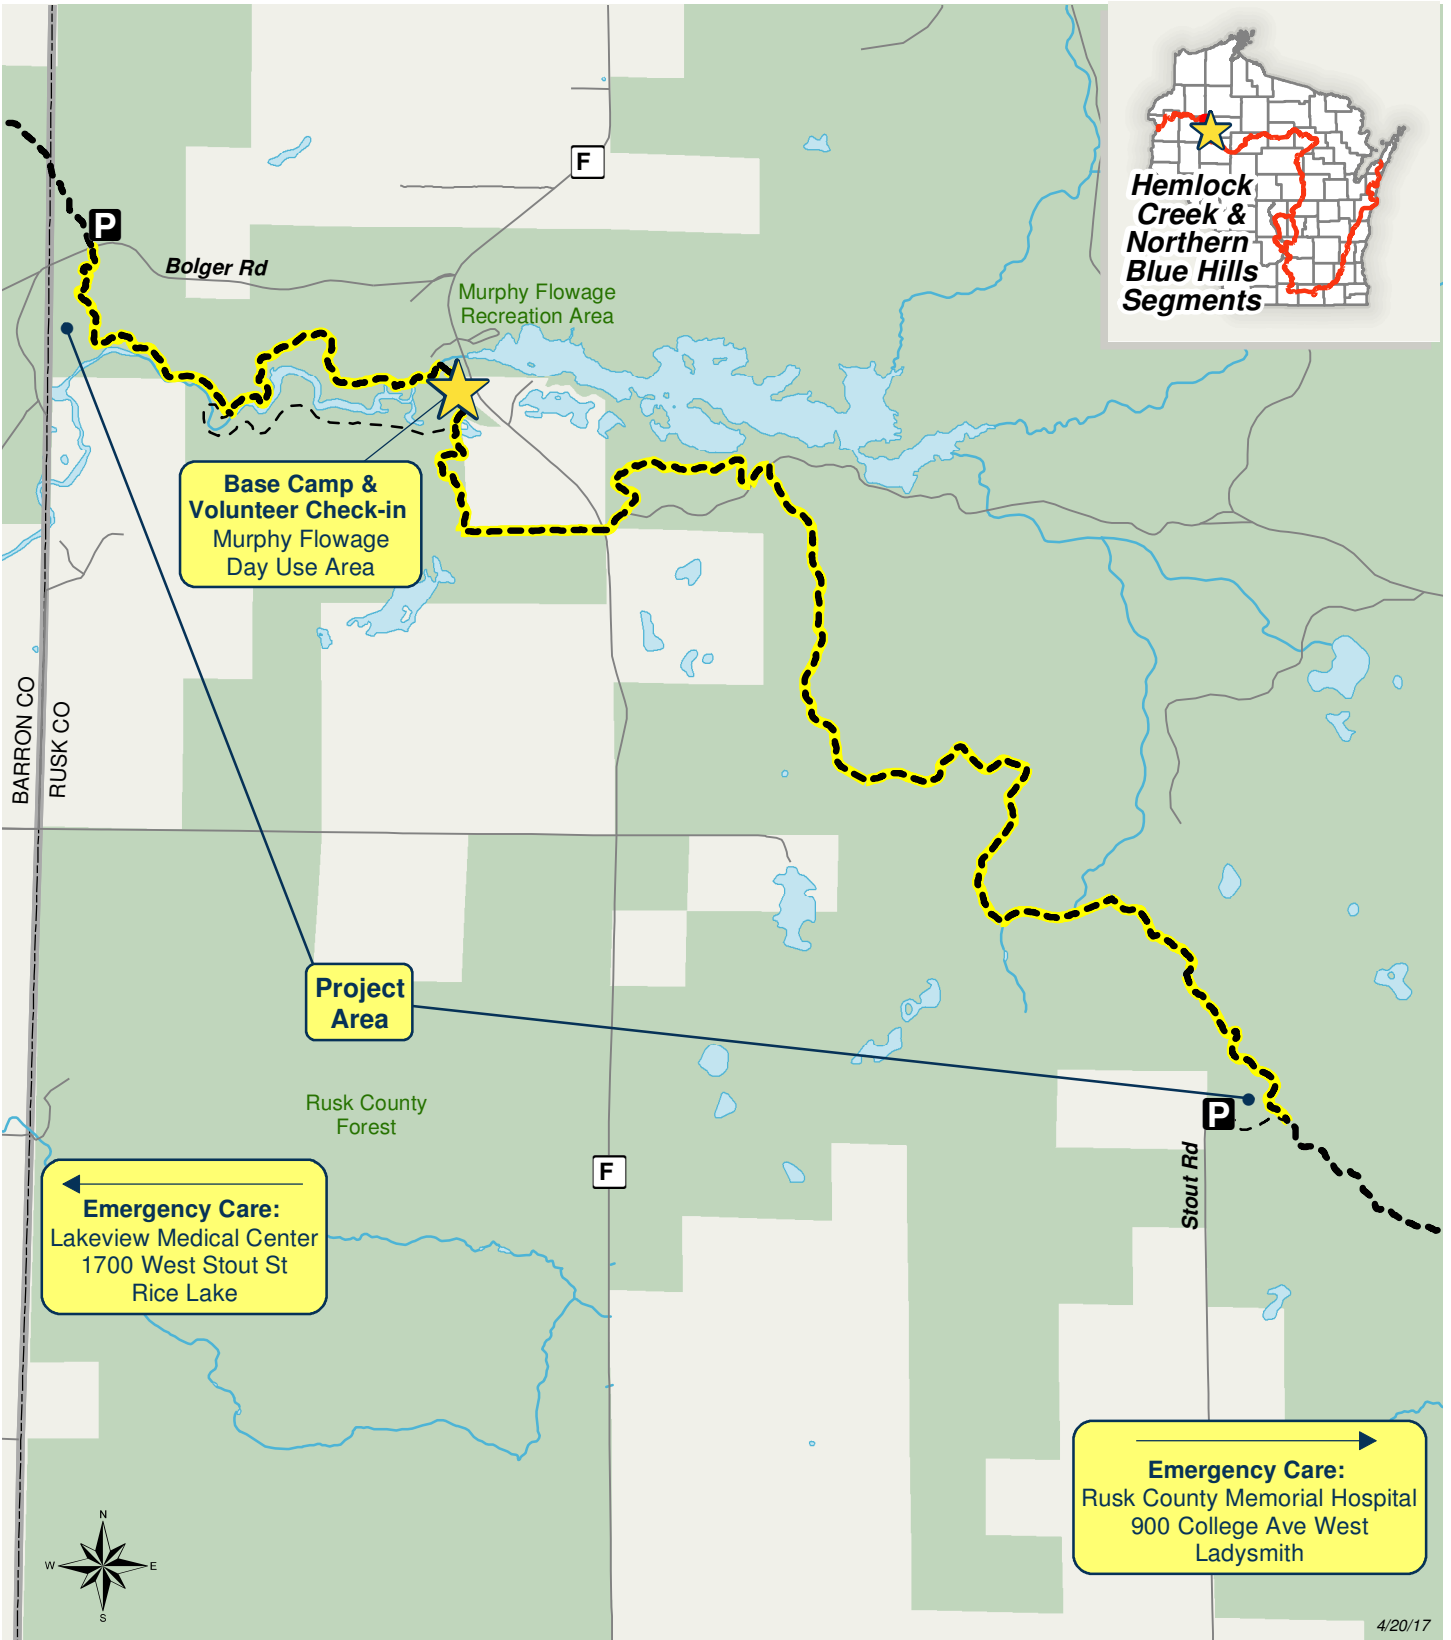 Hemlock
Creek &
Northern
Blue Hills
Segments
F
P
Bolger Rd
Murphy Flowage
Recreation Area
Base Camp &
Volunteer Check-in
Murphy Flowage
Day Use Area
BARRON CO
RUSK CO
Project
Area
Rusk County
Forest
P
Stout Rd
F
Emergency Care:
Lakeview Medical Center
1700 West Stout St
Rice Lake
Emergency Care:
Rusk County Memorial Hospital
900 College Ave West
Ladysmith
N
W
E
S
4/20/17